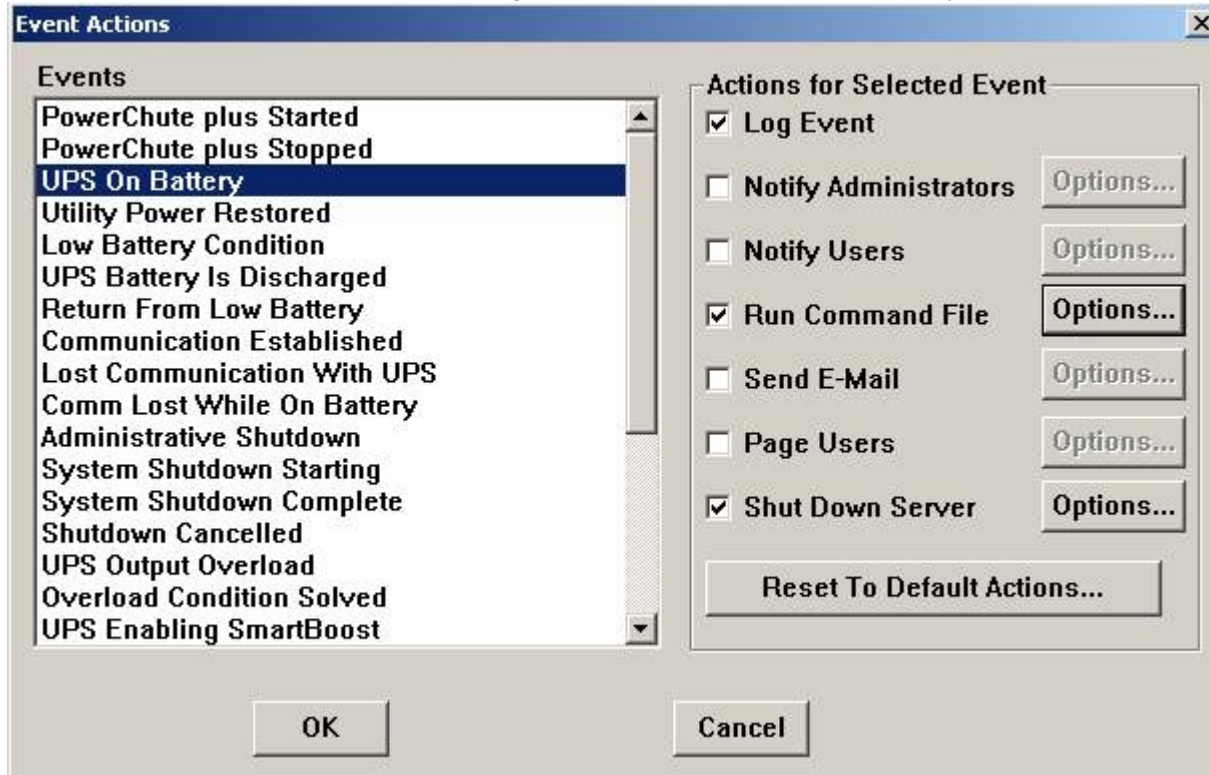 Event Actions
Events
PowerChute plus Started
PowerChute plus Stopped
UPS On Battery
Utility Power Restored
Low Battery Condition
UPS Battery Is Discharged
Return From Low Battery
Communication Established
Lost Communication With UPS
Comm Lost While On Battery
Administrative Shutdown
System Shutdown Starting
System Shutdown Complete
Shutdown Cancelled
UPS Output Overload
Overload Condition Solved
UPS Enabling SmartBoost
Actions for Selected Event
Log Event
Notify Administrators Options...
Notify Users Options...
Run Command File Options...
Send E-Mail Options...
Page Users Options...
Shut Down Server Options...
Reset To Default Actions...
OK Cancel